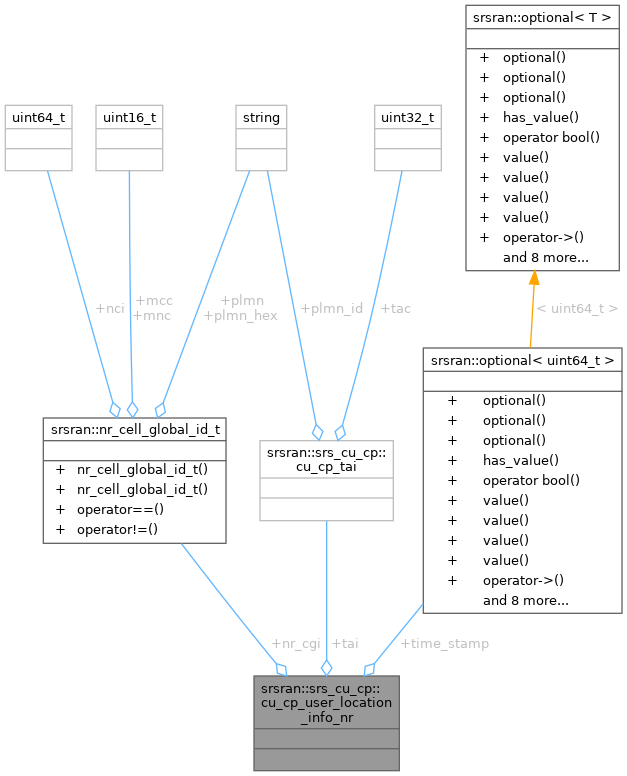 srsran::optional< T >
+ optional()
+ optional()
+ optional()
+ has_value()
+ operator bool()
+ value()
+ value()
+ value()
+ value()
+ operator->()
and 8 more...
uint64_t
uint16_t
string
uint32_t
+nci
+mcc
+mnc
+plmn
+plmn_hex
+plmn_id
+tac
< uint64_t >
srsran::nr_cell_global_id_t
+ nr_cell_global_id_t()
+ nr_cell_global_id_t()
+ operator==()
+ operator!=()
srsran::srs_cu_cp::
cu_cp_tai
srsran::optional< uint64_t >
+ optional()
+ optional()
+ optional()
+ has_value()
+ operator bool()
+ value()
+ value()
+ value()
+ value()
+ operator->()
and 8 more...
+nr_cgi
+tai
+time_stamp
srsran::srs_cu_cp::
cu_cp_user_location
_info_nr